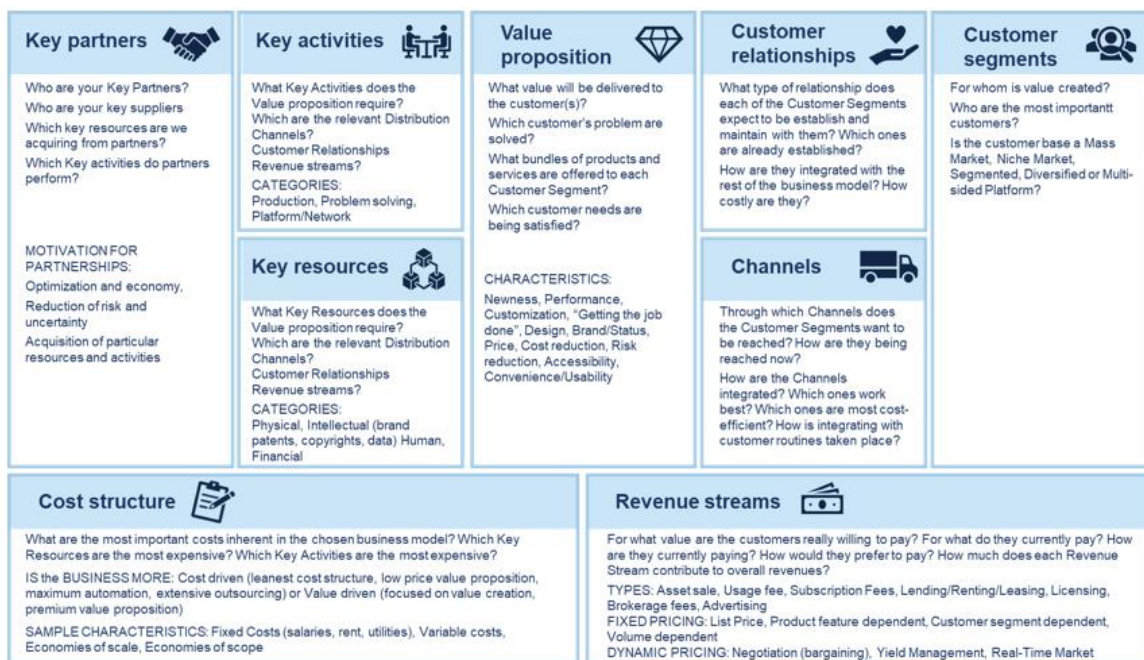 Key partners
Who are your Key Partners?
Who are your key suppliers
Which key resources are we
acquiring from partners?
Which Key activities do partners
perform?
MOTIVATION FOR
PARTNERSHIPS:
Optimization and economy,
Reduction of risk and
uncertainty
Acquisition of particular
resources and activities
Key activities
What Key Activities does the
Value proposition require?
Which are the relevant Distribution
Channels?
Customer Relationships
Revenue streams?
CATEGORIES:
Production, Problem solving,
Platform/Network
Key resources
What Key Resources does the
Value proposition require?
Which are the relevant Distribution
Channels?
Customer Relationships
Revenue streams?
CATEGORIES:
Physical, Intellectual (brand
patents, copyrights, data) Human,
Financial
Value
proposition
What value will be delivered to
the customer(s)?
Which customer's problem are
solved?
What bundles of products and
services are offered to each
Customer Segment?
Which customer needs are
being satisfied?
CHARACTERISTICS:
Newness, Performance,
Customization, "Getting the job
done", Design, Brand/Status,
Price, Cost reduction, Risk
reduction, Accessibility,
Convenience/Usability
Customer
relationships
What type of relationship does
each of the Customer Segments
expect to be establish and
maintain with them? Which ones
are already established?
How are they integrated with the
rest of the business model? How
costly are they?
Channels
Through which Channels does
the Customer Segments want to
be reached? How are they being
reached now?
How are the Channels
integrated? Which ones work
best? Which ones are most cost-
efficient? How is integrating with
customer routines taken place?
Customer
segments
For whom is value created?
Who are the most importantt
customers?
Is the customer base a Mass
Market, Niche Market,
Segmented, Diversified or Multi-
sided Platform?
Cost structure
What are the most important costs inherent in the chosen business model? Which Key
Resources are the most expensive? Which Key Activities are the most expensive?
IS the BUSINESS MORE: Cost driven (leanest cost structure, low price value proposition,
maximum automation, extensive outsourcing) or Value driven (focused on value creation,
premium value proposition)
SAMPLE CHARACTERISTICS: Fixed Costs (salaries, rent, utilities), Variable costs,
Economies of scale, Economies of scope
Revenue streams
For what value are the customers really willing to pay? For what do they currently pay? How
are they currently paying? How would they prefer to pay? How much does each Revenue
Stream contribute to overall revenues?
TYPES: Asset sale, Usage fee, Subscription Fees, Lending/Renting/Leasing, Licensing,
Brokerage fees, Advertising
FIXED PRICING: List Price, Product feature dependent, Customer segment dependent,
Volume dependent
DYNAMIC PRICING: Negotiation (bargaining), Yield Management, Real-Time Market